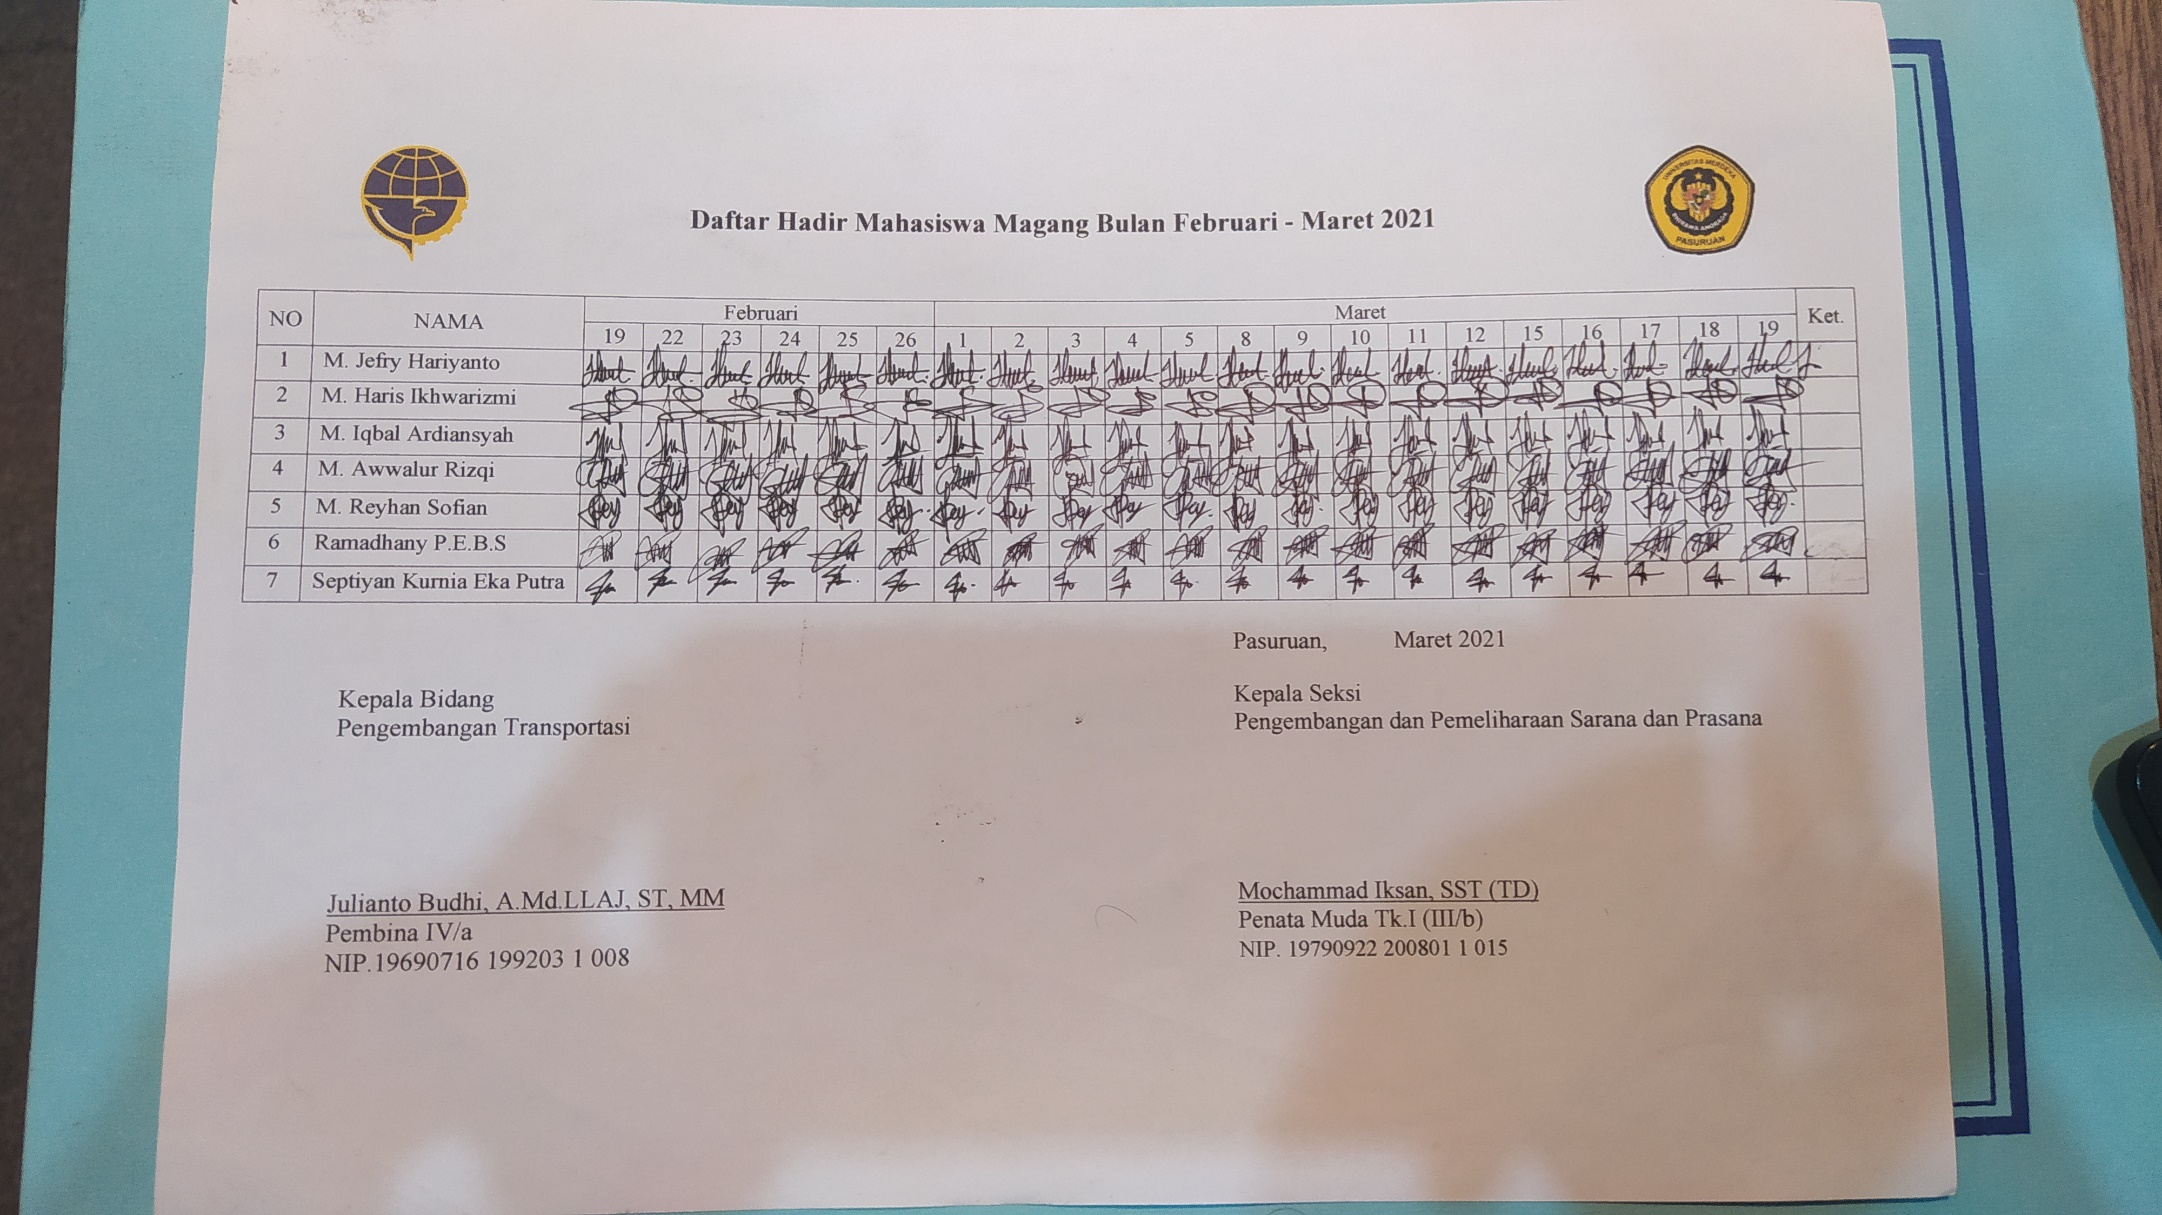 UNIVERSITAS MERDEKA
PASURUAN
Daftar Hadir Mahasiswa Magang Bulan Februari - Maret 2021
NO NAMA Februari Maret Ket.
19 22 23 24 25 26 1 2 3 4 5 8 9 10 11 12 15 16 17 18 19
1 M. Jefry Hariyanto
2 M. Haris Ikhwarizmi
3 M. Iqbal Ardiansyah
4 M. Awwalur Rizqi
5 M. Reyhan Sofian
6 Ramadhany P.E.B.S
7 Septiyan Kurnia Eka Putra
Pasuruan, Maret 2021
Kepala Bidang
Pengembangan Transportasi
Kepala Seksi
Pengembangan dan Pemeliharaan Sarana dan Prasana
Julianto Budhi, A.Md.LLAJ, ST, MM
Pembina IV/a
NIP.19690716 199203 1 008
Mochammad Iksan, SST (TD)
Penata Muda Tk.I (III/b)
NIP. 19790922 200801 1 015